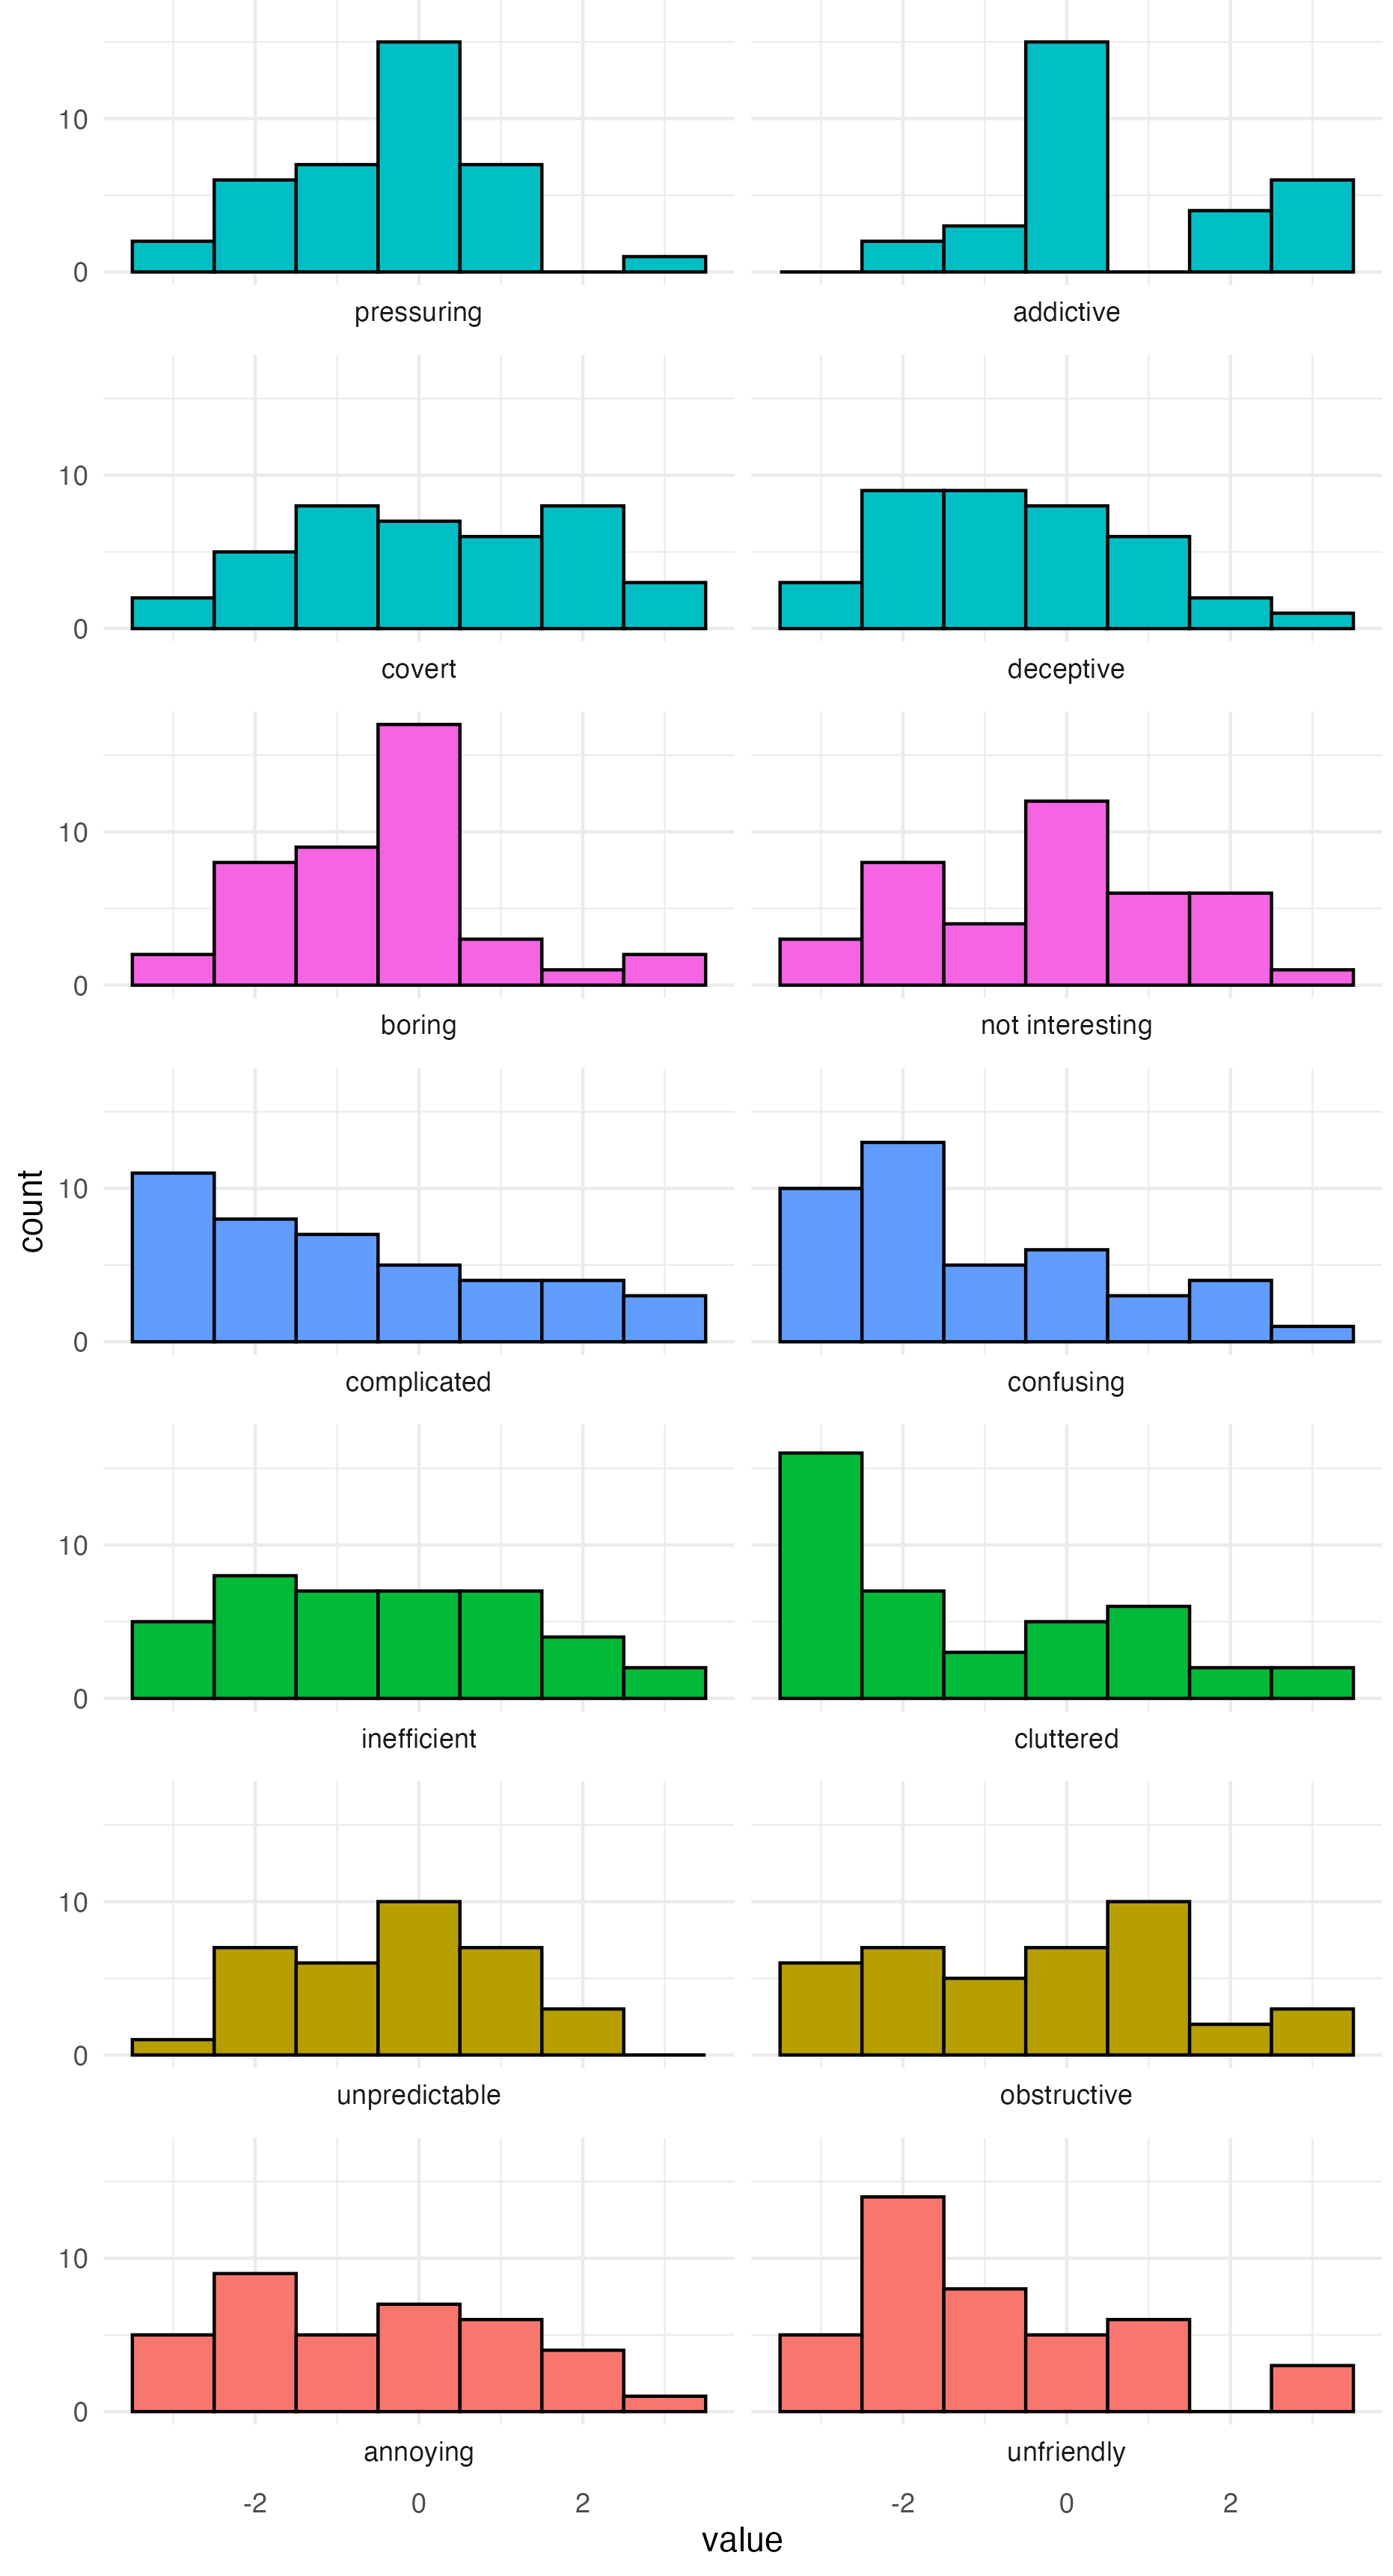 10
0
pressuring
addictive
10
0
covert
deceptive
10
0
boring
not interesting
count
10
0
complicated
confusing
10
0
inefficient
cluttered
10
0
unpredictable
obstructive
10
0
annoying
unfriendly
-2 0 2
-2 0 2
value